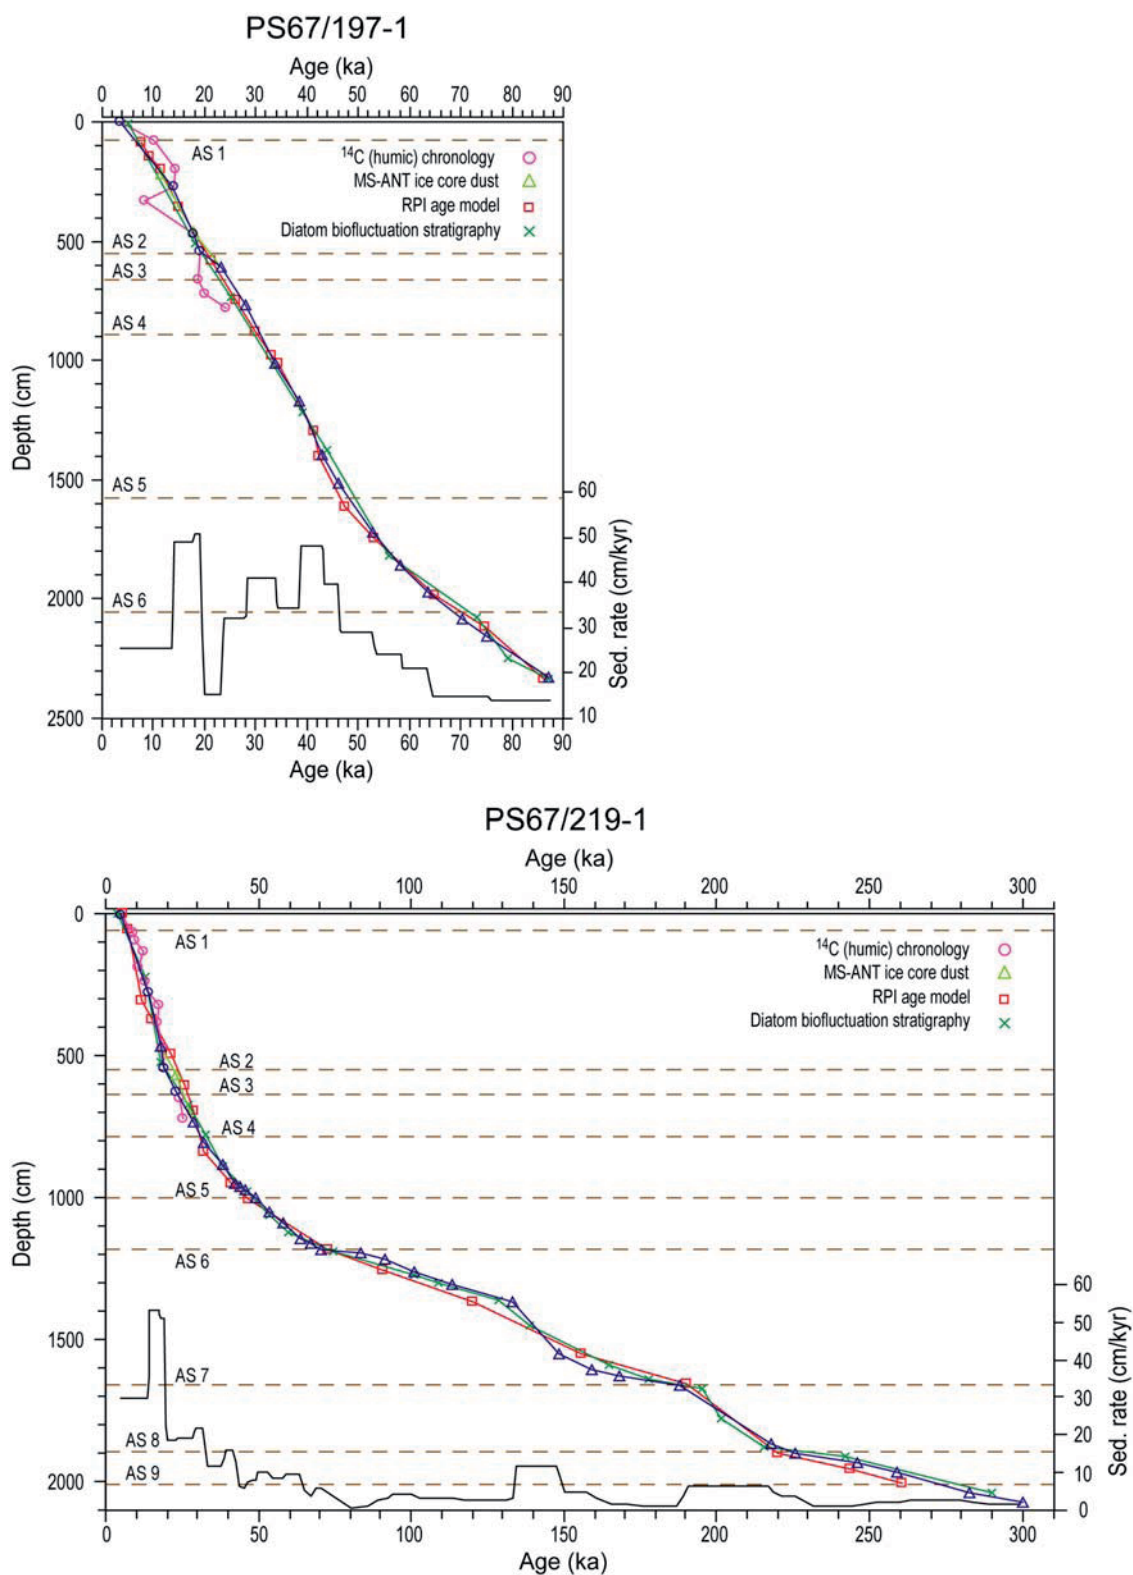 PS67/197-1
Age (ka)
0 10 20 30 40 50 60 70 80 90
0
500
1000
1500
2000
2500
Depth (cm)
AS 1
AS 2
AS 3
AS 4
AS 5
AS 6
14C (humic) chronology
MS-ANT ice core dust
RPI age model
Diatom biofluctuation stratigraphy
60
50
40
30
20
10
Sed. rate (cm/kyr)
0 10 20 30 40 50 60 70 80 90
Age (ka)
PS67/219-1
Age (ka)
0 50 100 150 200 250 300
0
500
1000
1500
2000
Depth (cm)
AS 1
AS 2
AS 3
AS 4
AS 5
AS 6
AS 7
AS 8
AS 9
14C (humic) chronology
MS-ANT ice core dust
RPI age model
Diatom biofluctuation stratigraphy
60
50
40
30
20
10
0
Sed. rate (cm/kyr)
0 50 100 150 200 250 300
Age (ka)